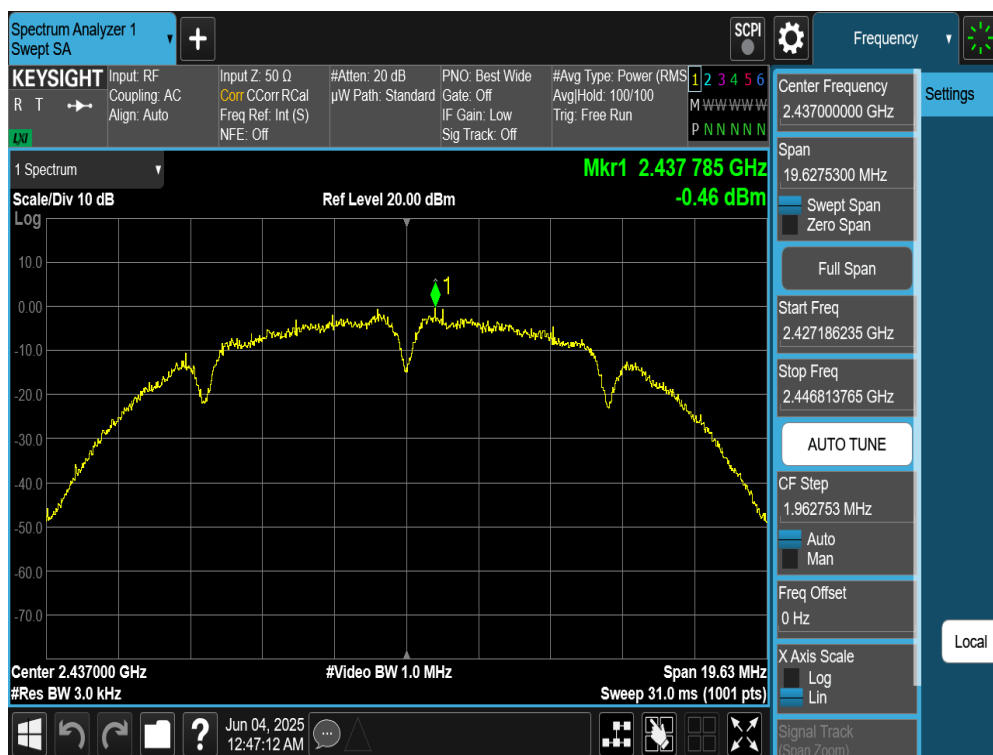 Spectrum Analyzer 1
Swept SA
+
SCPI
Frequency
KEYSIGHT
R T
LXI
Input: RF
Coupling: AC
Align: Auto
Input Z: 50 Ω
Corr CCorr RCal
Freq Ref: Int (S)
NFE: Off
#Atten: 20 dB
µW Path: Standard
PNO: Best Wide
Gate: Off
IF Gain: Low
Sig Track: Off
#Avg Type: Power (RMS
Avg|Hold: 100/100
Trig: Free Run
1 2 3 4 5 6
M W W W W W
P N N N N N
1 Spectrum
Mkr1 2.437 785 GHz
Scale/Div 10 dB
Ref Level 20.00 dBm
-0.46 dBm
Log
1
10.0
0.00
-10.0
-20.0
-30.0
-40.0
-50.0
-60.0
-70.0
Center 2.437000 GHz
#Video BW 1.0 MHz
Span 19.63 MHz
#Res BW 3.0 kHz
Sweep 31.0 ms (1001 pts)
Center Frequency
2.437000000 GHz
Span
19.6275300 MHz
Swept Span
Zero Span
Full Span
Start Freq
2.427186235 GHz
Stop Freq
2.446813765 GHz
AUTO TUNE
CF Step
1.962753 MHz
Auto
Man
Freq Offset
0 Hz
X Axis Scale
Log
Lin
Signal Track
(Span Zoom)
Settings
Local
?
Jun 04, 2025
12:47:12 AM